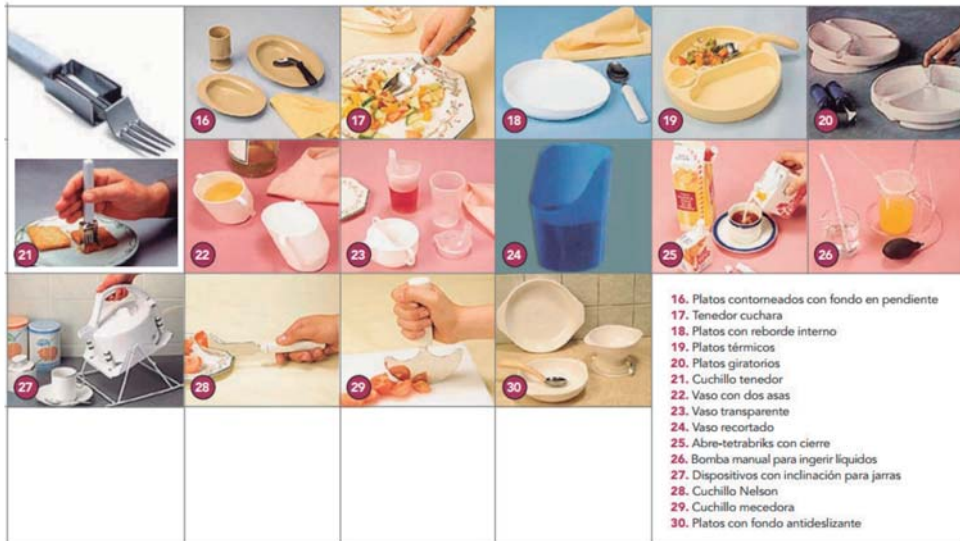 16
17
18
19
20
21
22
23
24
25
26
27
28
29
30
16. Platos contorneados con fondo en pendiente
17. Tenedor cuchara
18. Platos con reborde interno
19. Platos térmicos
20. Platos giratorios
21. Cuchillo tenedor
22. Vaso con dos asas
23. Vaso transparente
24. Vaso recortado
25. Abre-tetrabriks con cierre
26. Bomba manual para ingerir líquidos
27. Dispositivos con inclinación para jarras
28. Cuchillo Nelson
29. Cuchillo mecedora
30. Platos con fondo antideslizante